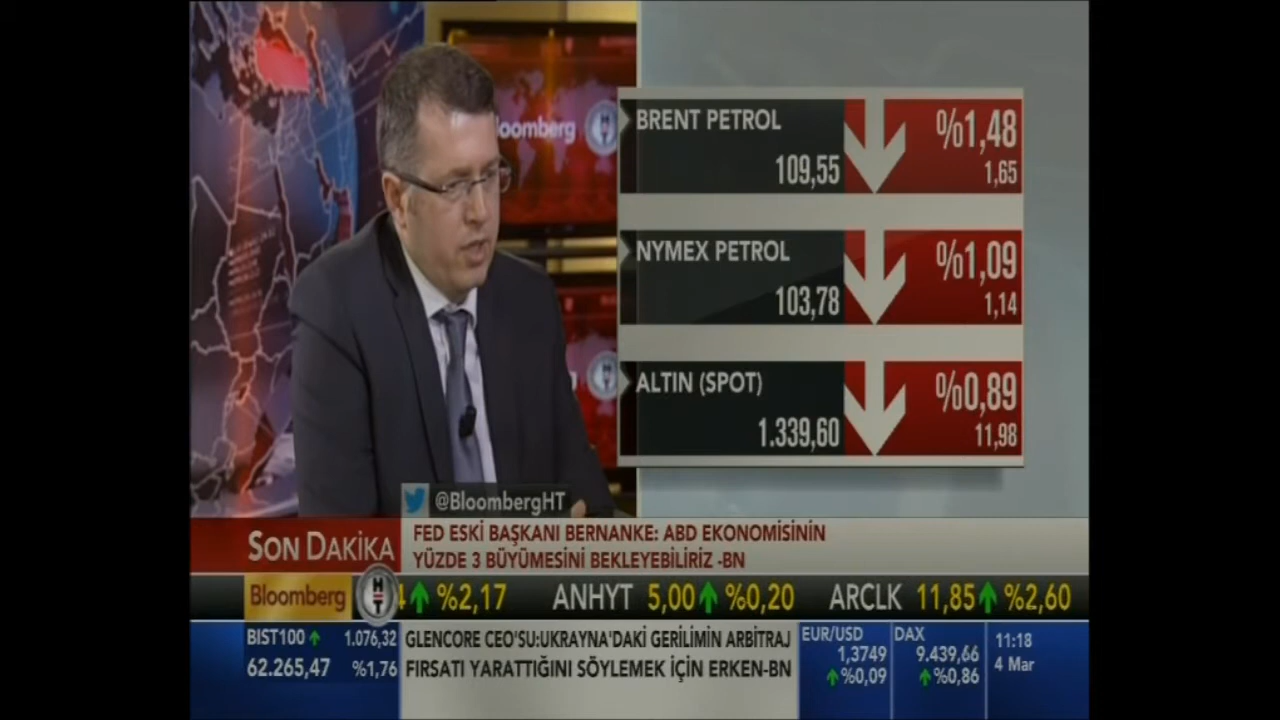 loomberg
BRENT PETROL
%1,48
109,55
1,65
NYMEX PETROL
%1,09
103,78
1,14
ALTIN (SPOT)
%0,89
1.339,60
11,98
@BloombergHT
SON DAKİKA
FED ESKİ BAŞKANI BERNANKE: ABD EKONOMİSİNİN
YÜZDE 3 BÜYÜMESİNİ BEKLEYEBİLİRİZ -BN
Bloomberg HT
4 %2,17 ANHYT 5,00 %0,20 ARCLK 11,85 %2,60
BIST100 1.076,32
62.265,47 %1,76
GLENCORE CEO'SU:UKRAYNA'DAKİ GERİLİMİN ARBİTRAJ
FIRSATI YARATTIĞINI SÖYLEMEK İÇİN ERKEN-BN
EUR/USD
1,3749
%0,09
DAX
9.439,66
%0,86
11:18
4 Mar